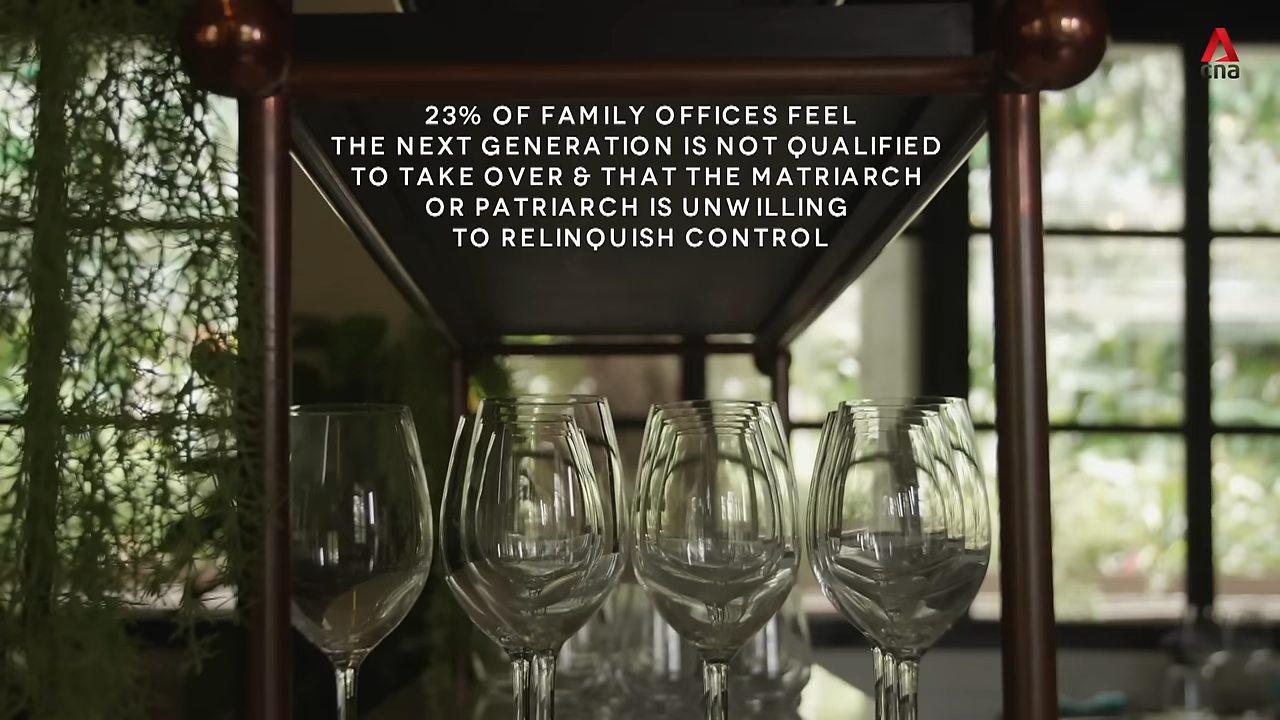 23% OF FAMILY OFFICES FEEL
THE NEXT GENERATION IS NOT QUALIFIED
TO TAKE OVER & THAT THE MATRIARCH
OR PATRIARCH IS UNWILLING
TO RELINQUISH CONTROL
cna